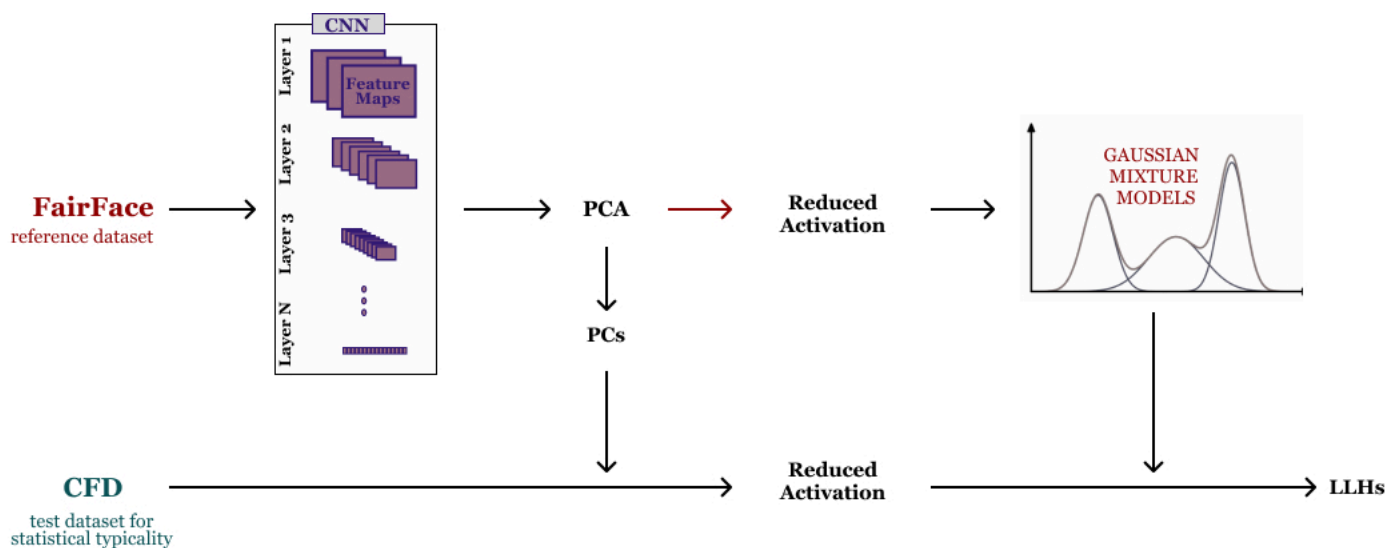 CNN
Layer 1
Feature
Maps
Layer 2
Layer 3
Layer N
FairFace
reference dataset
PCA
PCs
Reduced
Activation
GAUSSIAN
MIXTURE
MODELS
CFD
test dataset for
statistical typicality
Reduced
Activation
LLHs